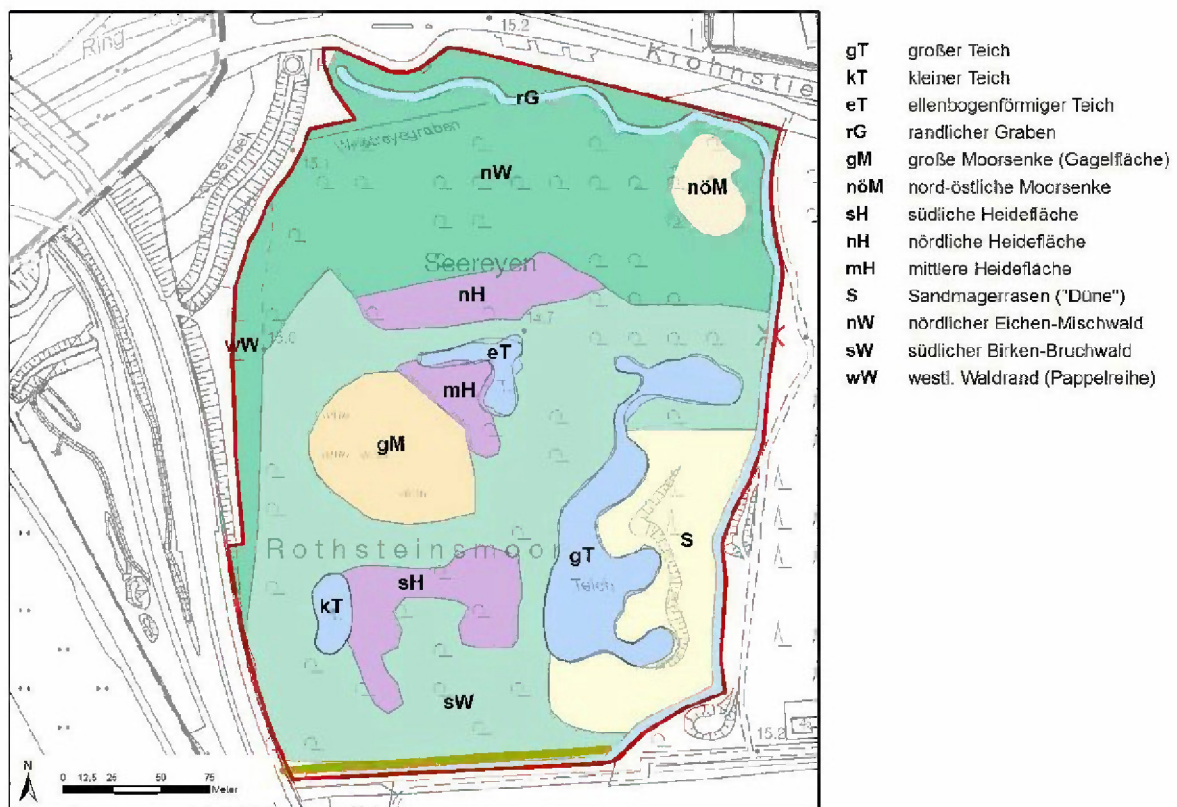 Ring
15.2
Krohnstie
rG
nW
nöM
Seereyen
nH
14.7
wW
15.6
eT
mH
gM
Rothsteinsmoor
S
gT
Teich
sH
kT
sW
15.2
N
0 12,5 25 50 75
Meter
gT großer Teich
kT kleiner Teich
eT ellenbogenförmiger Teich
rG randlicher Graben
gM große Moorsenke (Gagelfläche)
nöM nord-östliche Moorsenke
sH südliche Heidefläche
nH nördliche Heidefläche
mH mittlere Heidefläche
S Sandmagerrasen ("Düne")
nW nördlicher Eichen-Mischwald
sW südlicher Birken-Bruchwald
wW westl. Waldrand (Pappelreihe)